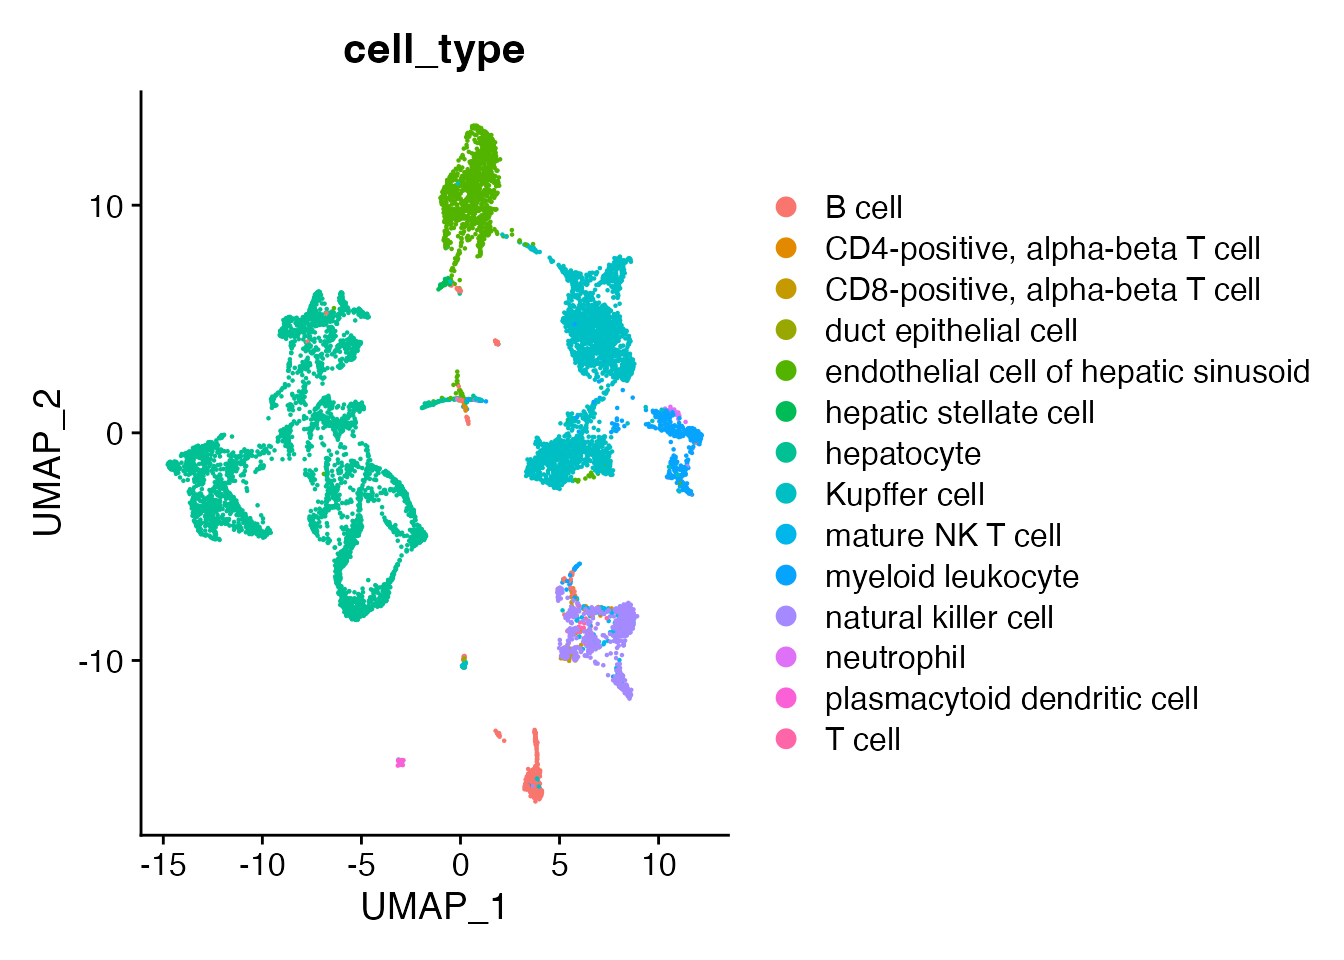 cell_type
10
0
-10
UMAP_2
-15
-10
-5
0
5
10
UMAP_1
B cell
CD4-positive, alpha-beta T cell
CD8-positive, alpha-beta T cell
duct epithelial cell
endothelial cell of hepatic sinusoid
hepatic stellate cell
hepatocyte
Kupffer cell
mature NK T cell
myeloid leukocyte
natural killer cell
neutrophil
plasmacytoid dendritic cell
T cell